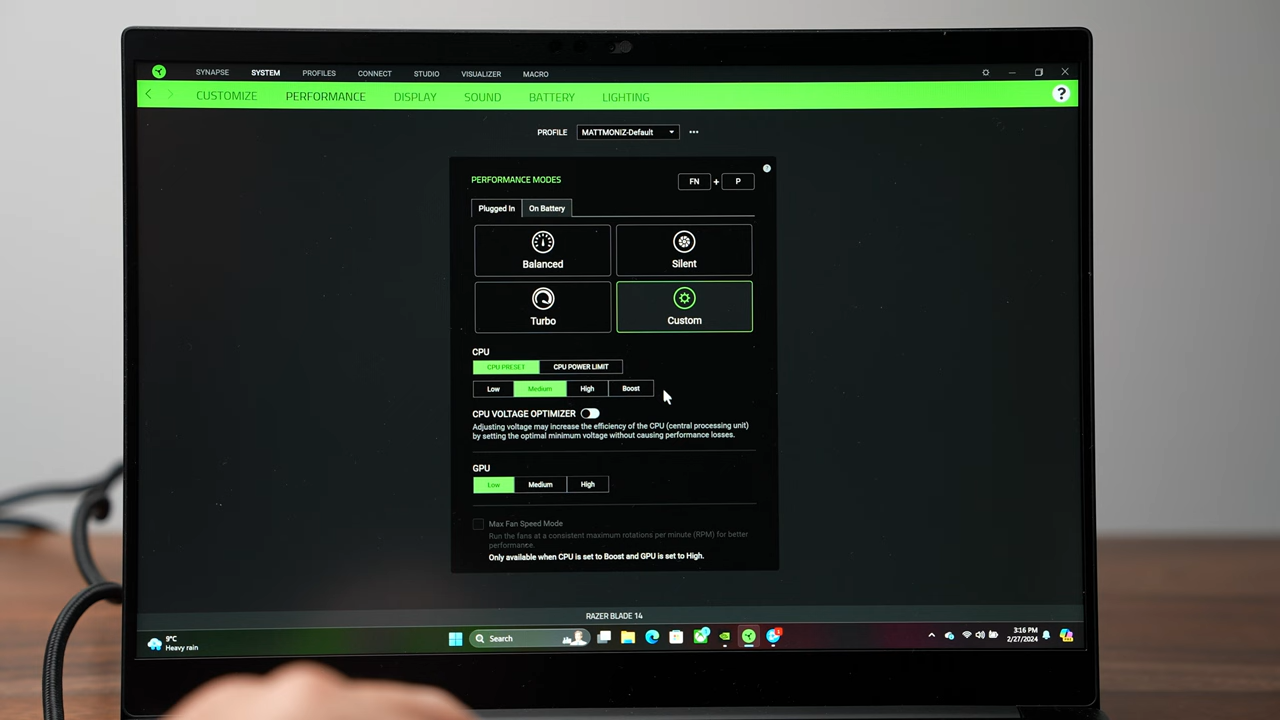 SYNAPSE SYSTEM PROFILES CONNECT STUDIO VISUALIZER MACRO
CUSTOMIZE PERFORMANCE DISPLAY SOUND BATTERY LIGHTING ?
PROFILE MATTMONIZ-Default
PERFORMANCE MODES FN + P
Plugged In On Battery
Balanced Silent
Turbo Custom
CPU
CPU PRESET CPU POWER LIMIT
Low Medium High Boost
CPU VOLTAGE OPTIMIZER
Adjusting voltage may increase the efficiency of the CPU (central processing unit)
by setting the optimal minimum voltage without causing performance losses.
GPU
Low Medium High
Max Fan Speed Mode
Run the fans at a consistent maximum rotations per minute (RPM) for better
performance.
Only available when CPU is set to Boost and GPU is set to High.
RAZER BLADE 14
9°C
Heavy rain
Search
3:16 PM
2/27/2024